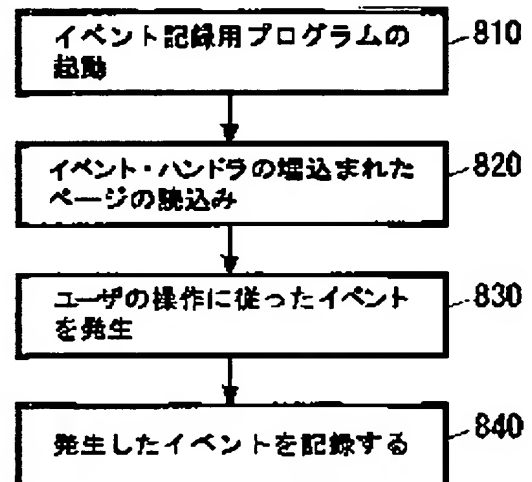 イベント記録用プログラムの
起動
810
イベント・ハンドラの埋込まれた
ページの読込み
820
ユーザの操作に従ったイベント
を発生
830
発生したイベントを記録する
840